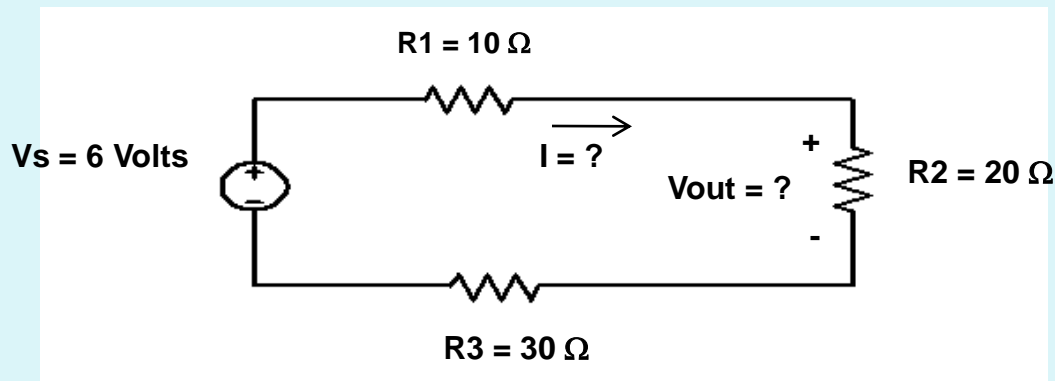 R1 = 10 Ω
Vs = 6 Volts
+
-
I = ?
Vout = ?
+
-
R2 = 20 Ω
R3 = 30 Ω